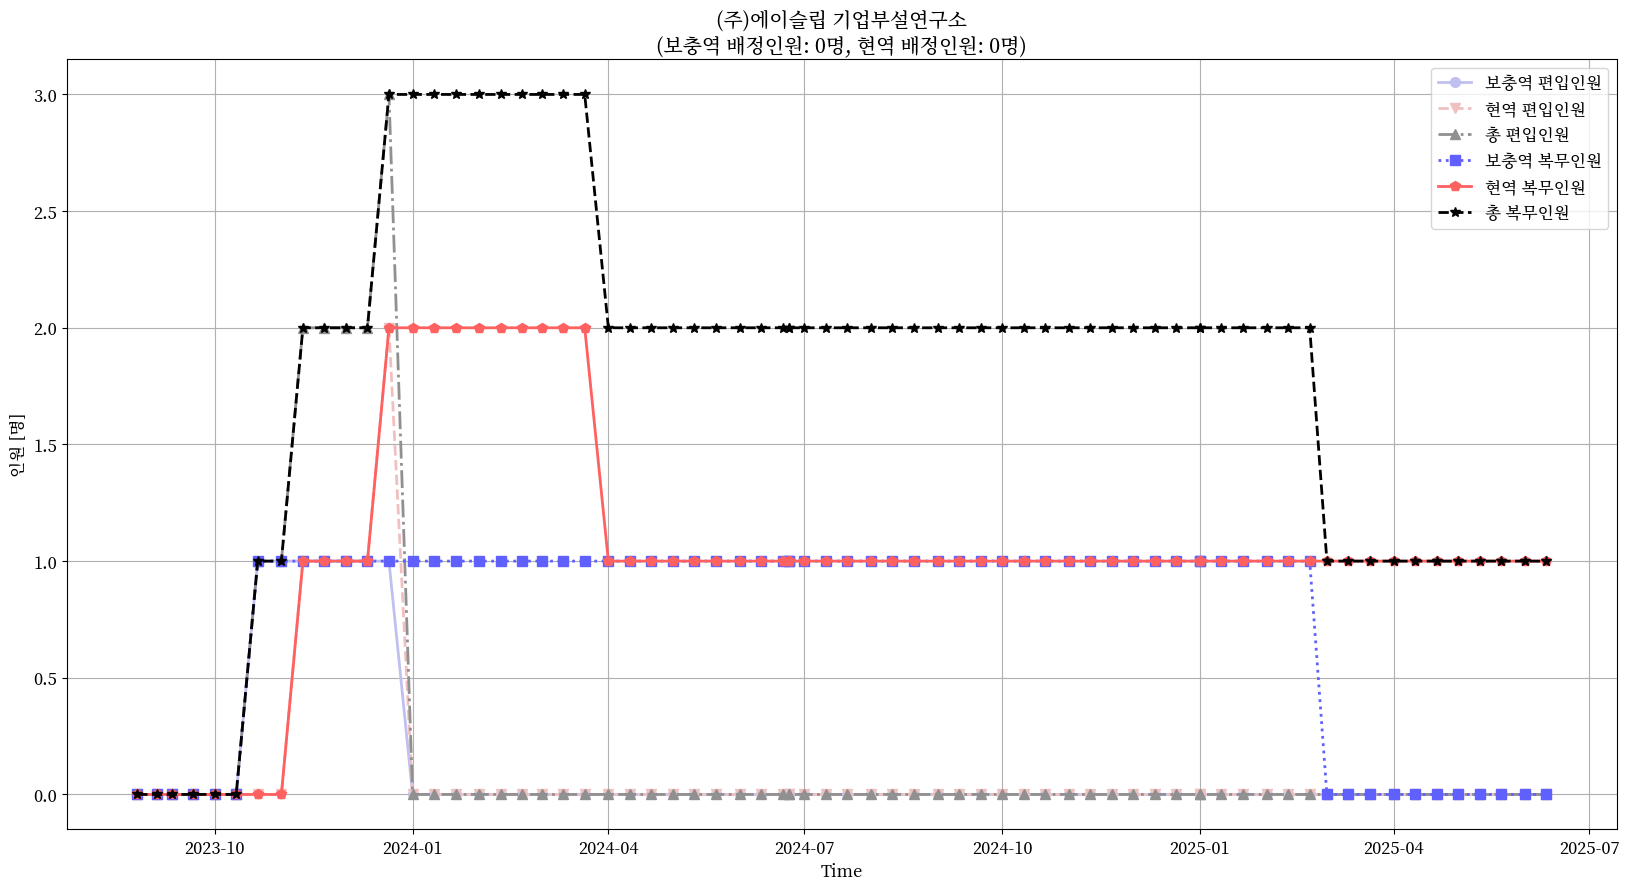 (주)에이슬립 기업부설연구소
(보충역 배정인원: 0명, 현역 배정인원: 0명)
보충역 편입인원
현역 편입인원
총 편입인원
보충역 복무인원
현역 복무인원
총 복무인원
인원 [명]
3.0
2.5
2.0
1.5
1.0
0.5
0.0
2023-10
2024-01
2024-04
2024-07
2024-10
2025-01
2025-04
2025-07
Time